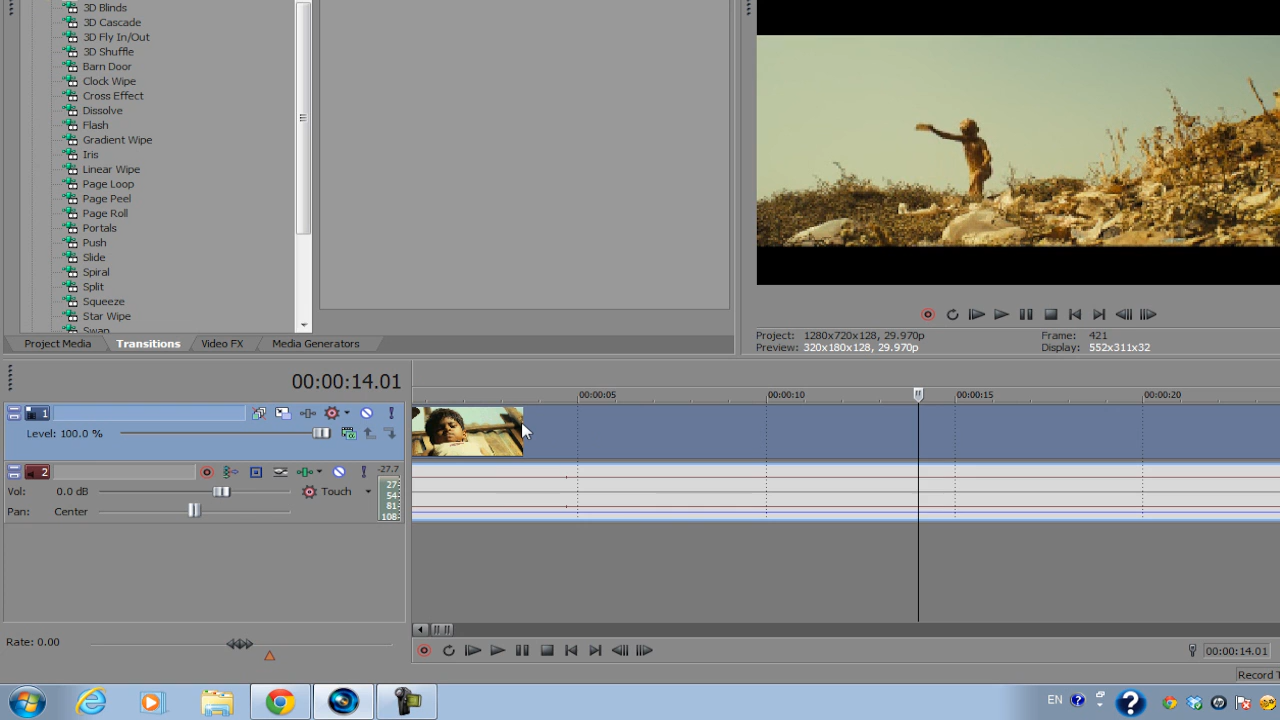 3D Blinds
3D Cascade
3D Fly In/Out
3D Shuffle
Barn Door
Clock Wipe
Cross Effect
Dissolve
Flash
Gradient Wipe
Iris
Linear Wipe
Page Loop
Page Peel
Page Roll
Portals
Push
Slide
Spiral
Split
Squeeze
Star Wipe
Swap
Project Media Transitions Video FX Media Generators
Project: 1280x720x128, 29.970p Frame: 421
Preview: 320x180x128, 29.970p Display: 552x311x32
00:00:14.01
00:00:05 00:00:10 00:00:15 00:00:20
1
Level: 100.0 %
2 -27.7
Vol: 0.0 dB Touch 27
54
Pan: Center 81
108
Rate: 0.00
00:00:14.01
Record T
EN